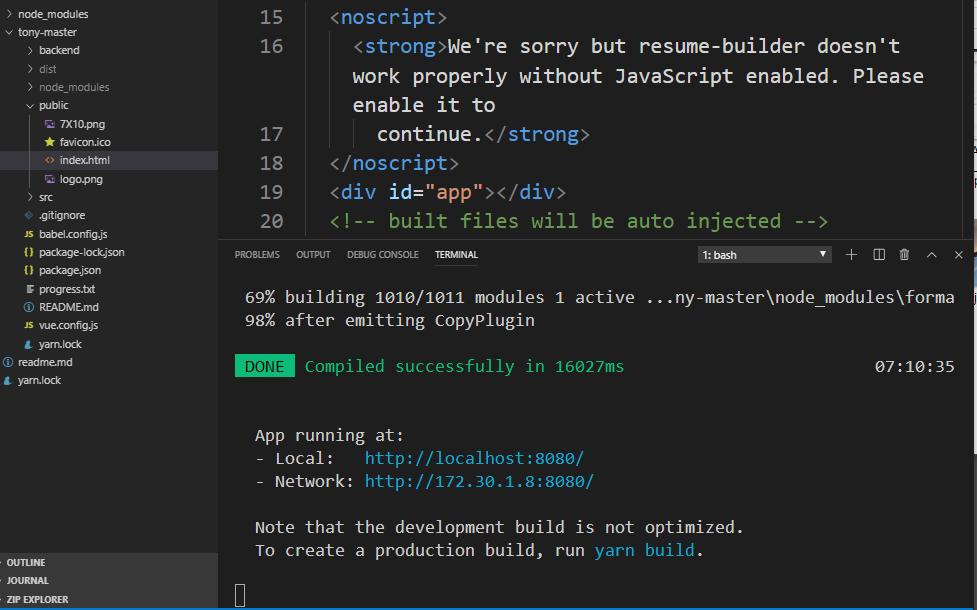 node_modules
tony-master
backend
dist
node_modules
public
7X10.png
favicon.ico
<> index.html
logo.png
src
.gitignore
JS babel.config.js
{} package-lock.json
{} package.json
progress.txt
README.md
JS vue.config.js
yarn.lock
readme.md
yarn.lock
OUTLINE
JOURNAL
ZIP EXPLORER
15 <noscript>
16 <strong>We're sorry but resume-builder doesn't
work properly without JavaScript enabled. Please
enable it to
17 continue.</strong>
18 </noscript>
19 <div id="app"></div>
20 <!-- built files will be auto injected -->
PROBLEMS OUTPUT DEBUG CONSOLE TERMINAL 1: bash
69% building 1010/1011 modules 1 active ...ny-master\node_modules\forma
98% after emitting CopyPlugin
DONE Compiled successfully in 16027ms 07:10:35
App running at:
- Local: http://localhost:8080/
- Network: http://172.30.1.8:8080/
Note that the development build is not optimized.
To create a production build, run yarn build.